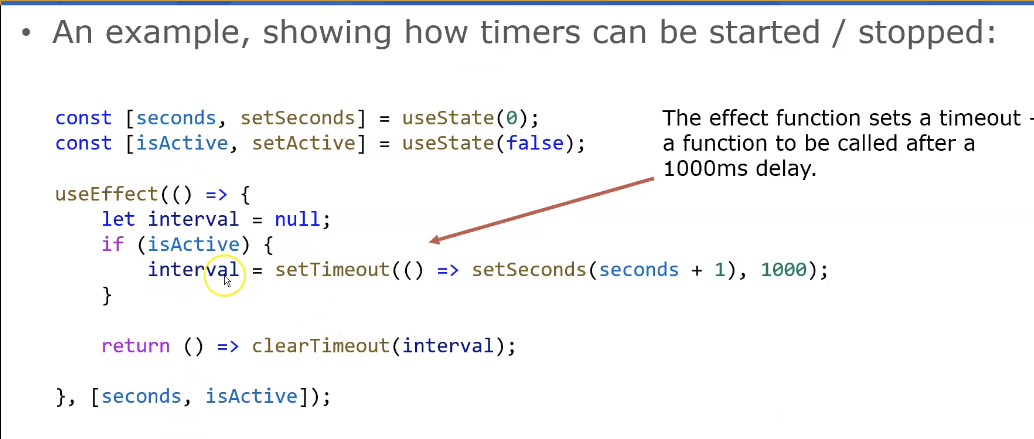 • An example, showing how timers can be started / stopped:
const [seconds, setSeconds] = useState(0);
const [isActive, setActive] = useState(false);
useEffect(() => {
let interval = null;
if (isActive) {
interval = setTimeout(() => setSeconds(seconds + 1), 1000);
}
return () => clearTimeout(interval);
}, [seconds, isActive]);
The effect function sets a timeout -
a function to be called after a
1000ms delay.